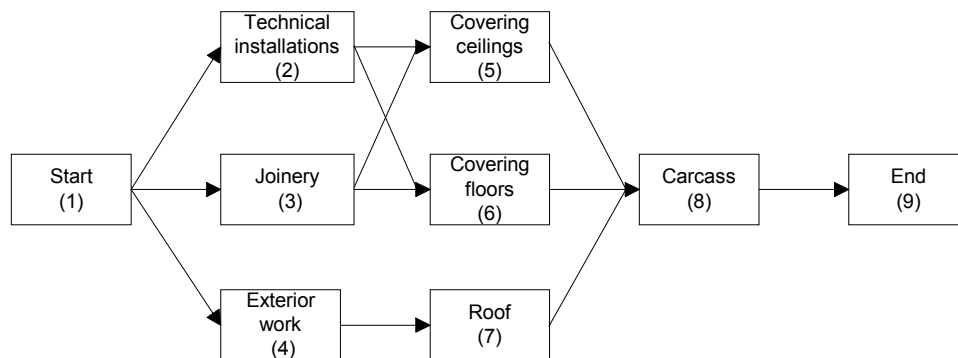 Technical
installations
(2)
Covering
ceilings
(5)
Start
(1)
Joinery
(3)
Covering
floors
(6)
Carcass
(8)
End
(9)
Exterior
work
(4)
Roof
(7)